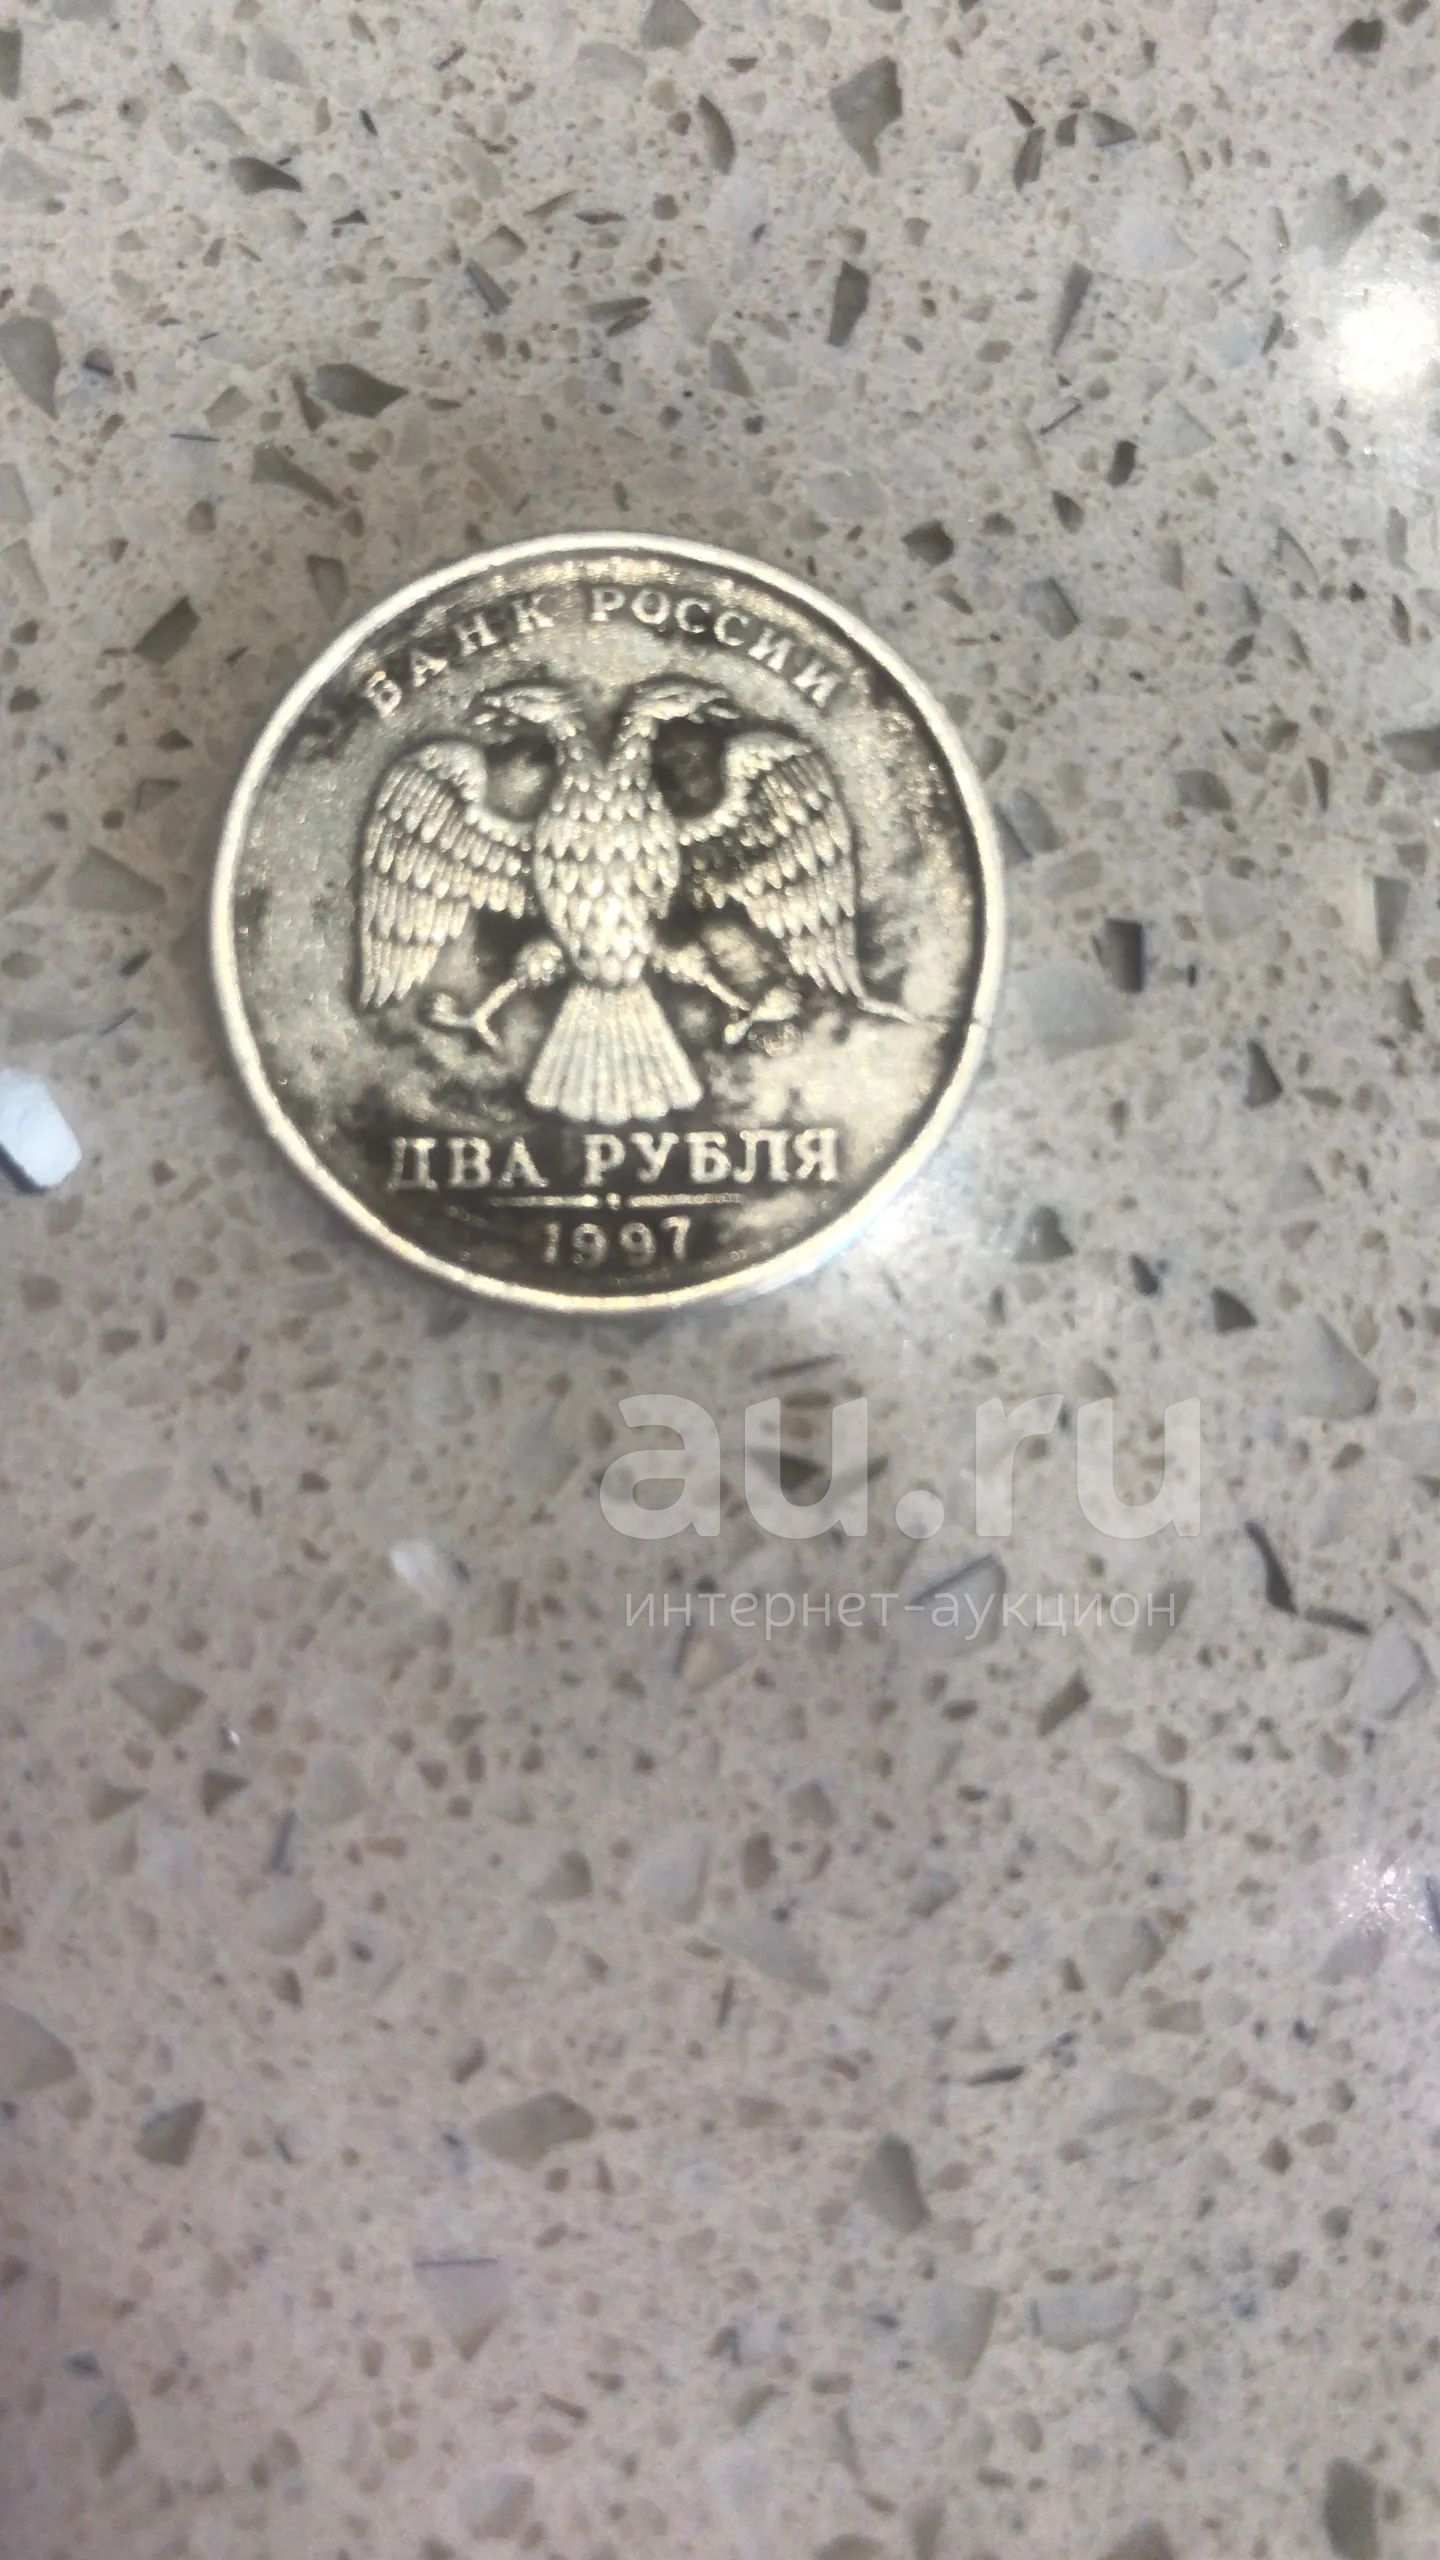 БАНК РОССИИ
ДВА РУБЛЯ
1997
au.ru
интернет-аукцион